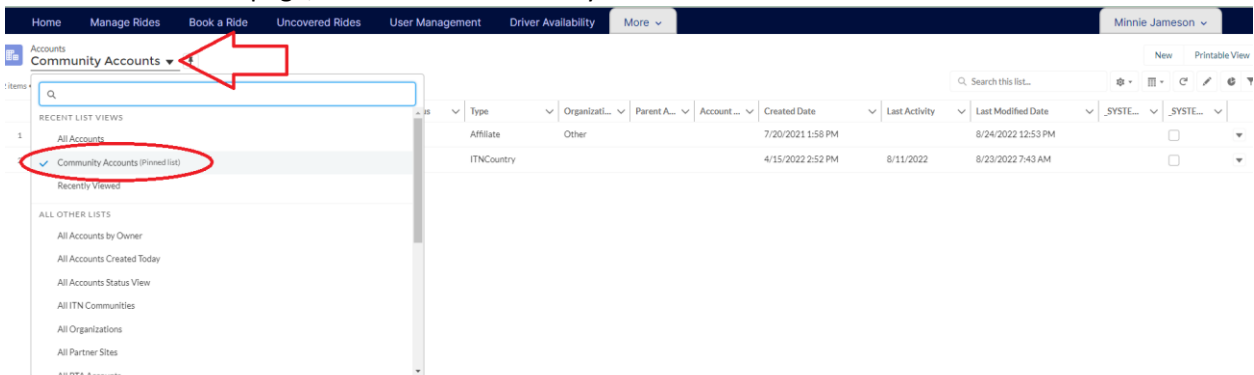 Home Manage Rides Book a Ride Uncovered Rides User Management Driver Availability More Minnie Jameson
Accounts
Community Accounts
New Printable View
items
Search this list...
Type Organizati... Parent A... Account ... Created Date Last Activity Last Modified Date _SYSTE... _SYSTE...
RECENT LIST VIEWS
1 All Accounts Affiliate Other 7/20/2021 1:58 PM 8/24/2022 12:53 PM
Community Accounts (Pinned list) ITNCountry 4/15/2022 2:52 PM 8/11/2022 8/23/2022 7:43 AM
Recently Viewed
ALL OTHER LISTS
All Accounts by Owner
All Accounts Created Today
All Accounts Status View
All ITN Communities
All Organizations
All Partner Sites